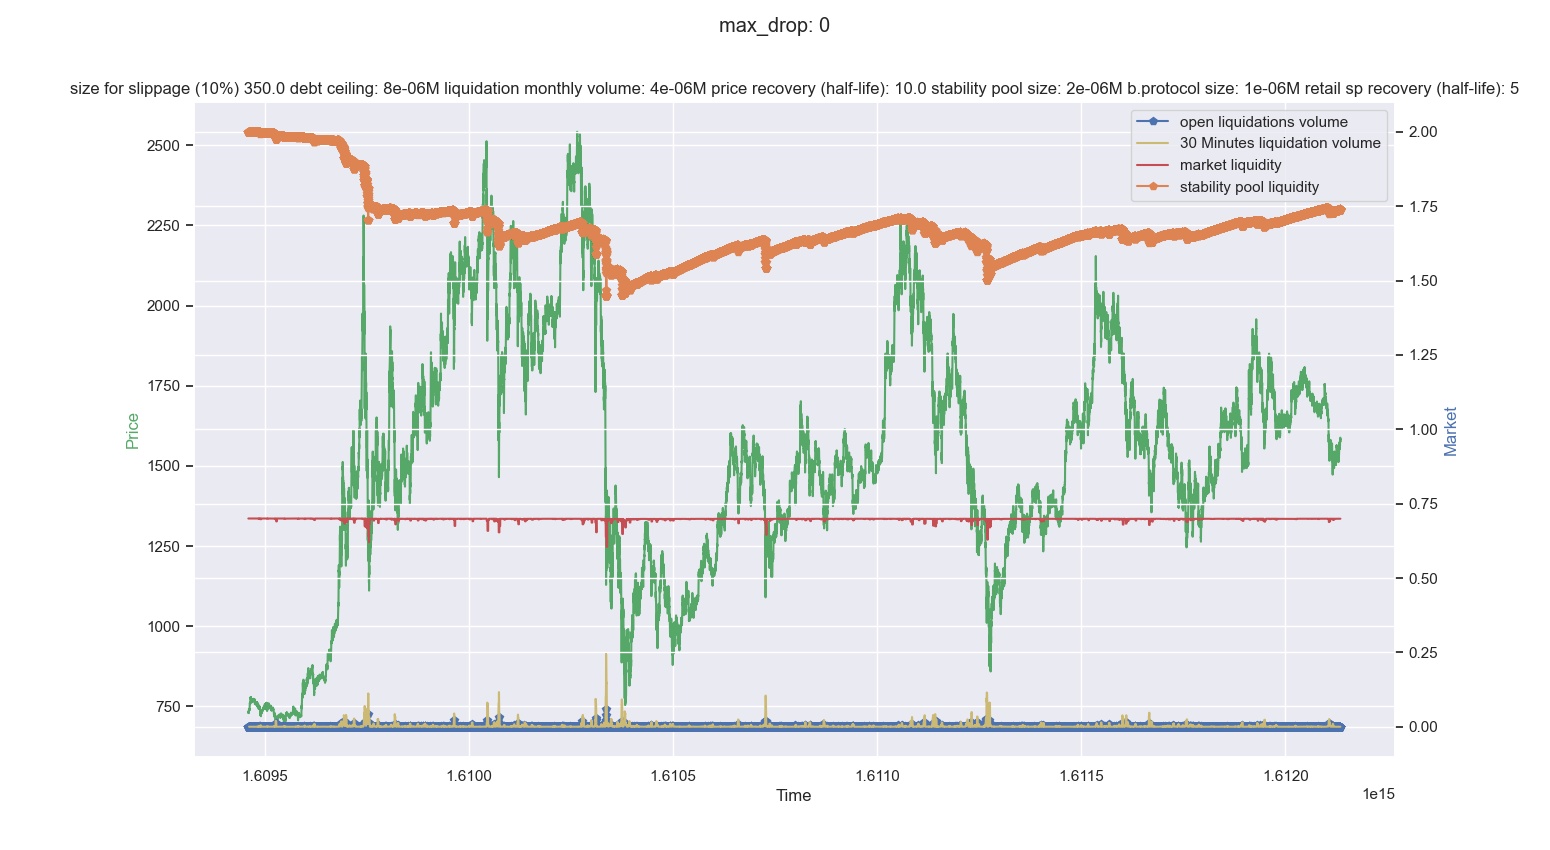 max_drop: 0
size for slippage (10%) 350.0 debt ceiling: 8e-06M liquidation monthly volume: 4e-06M price recovery (half-life): 10.0 stability pool size: 2e-06M b.protocol size: 1e-06M retail sp recovery (half-life): 5
open liquidations volume
30 Minutes liquidation volume
market liquidity
stability pool liquidity
2500
2250
2000
1750
1500
1250
1000
750
Price
2.00
1.75
1.50
1.25
1.00
0.75
0.50
0.25
0.00
Market
1.6095 1.6100 1.6105 1.6110 1.6115 1.6120
Time
1e15